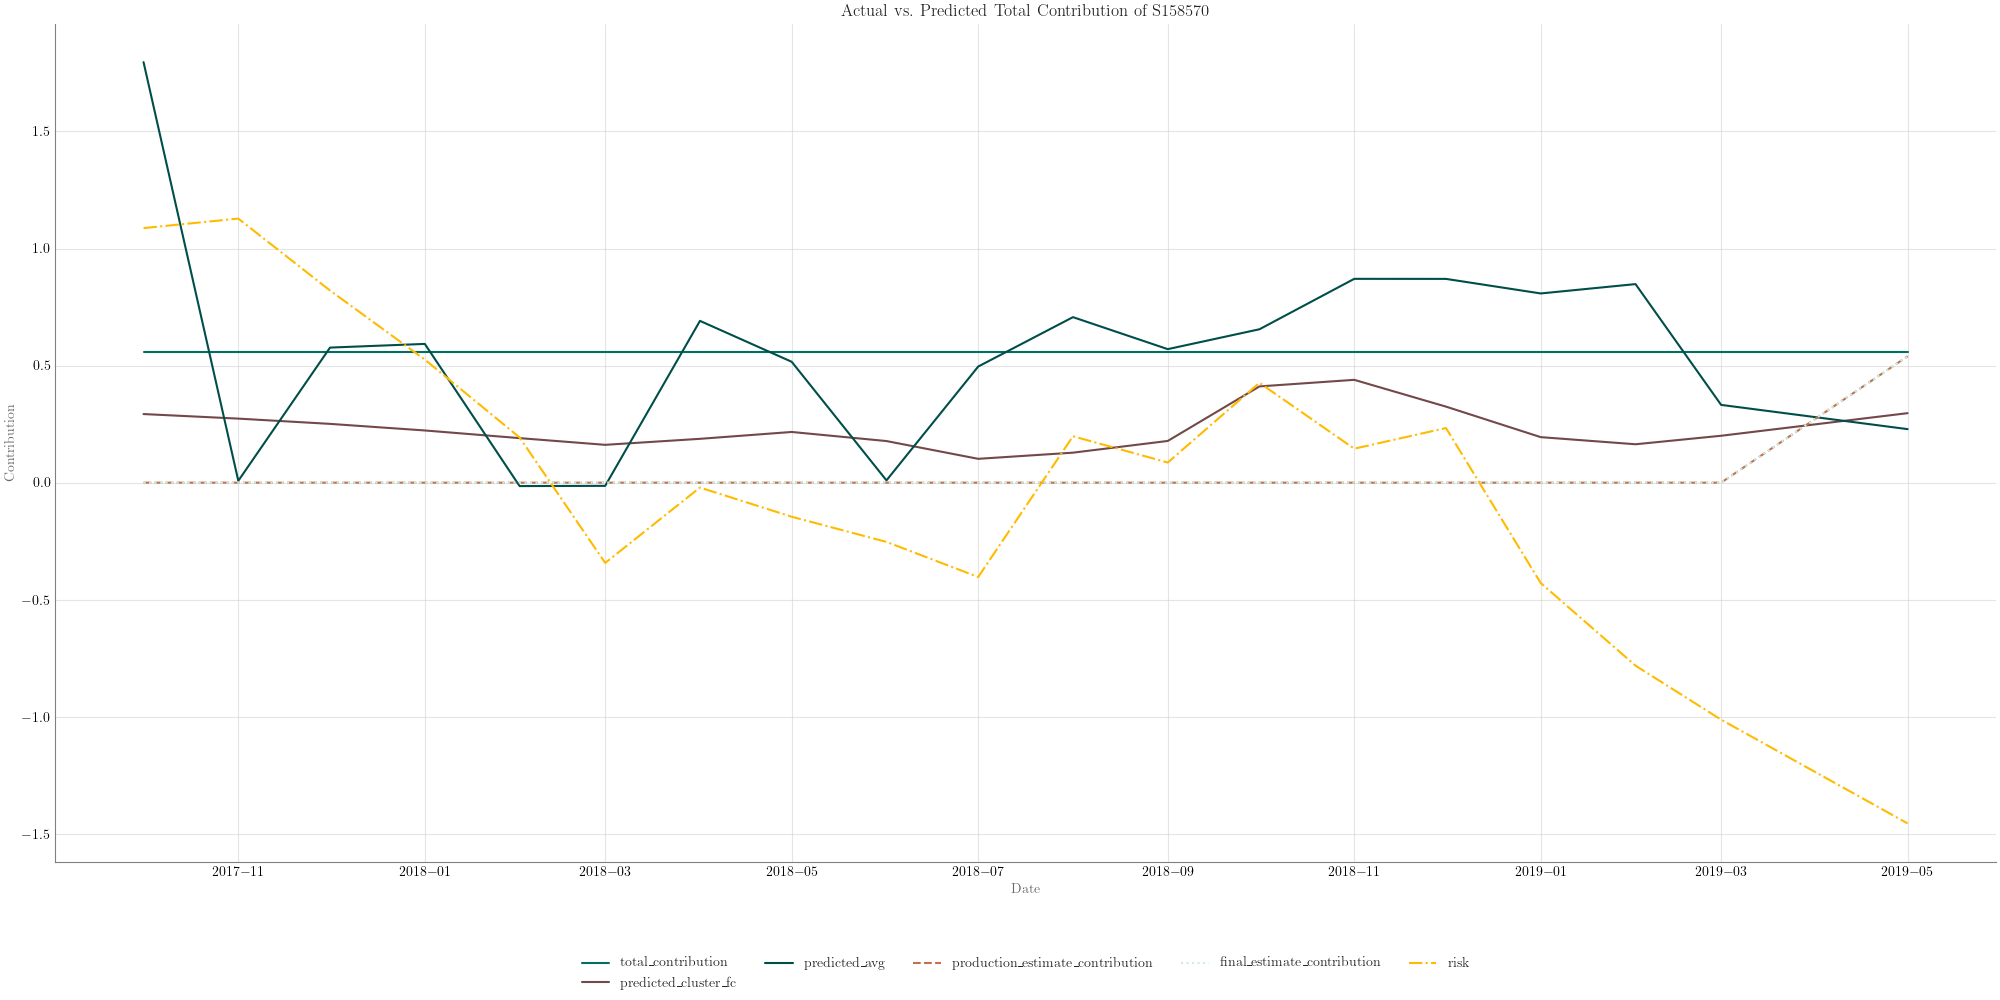 Actual vs. Predicted Total Contribution of S158570
Contribution
1.5
1.0
0.5
0.0
−0.5
−1.0
−1.5
2017−11 2018−01 2018−03 2018−05 2018−07 2018−09 2018−11 2019−01 2019−03 2019−05
Date
total_contribution predicted_avg production_estimate_contribution final_estimate_contribution risk
predicted_cluster_fc